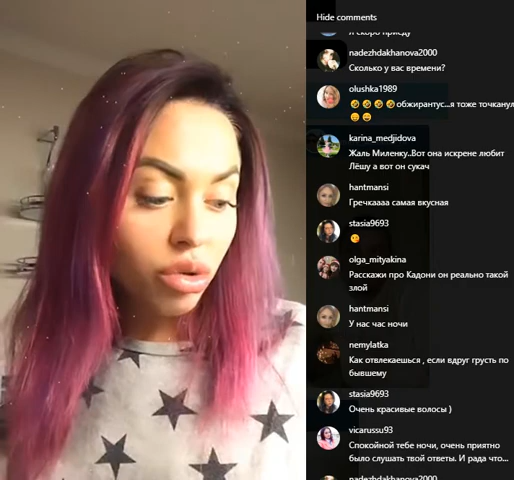 Hide comments
я скоро приеду
nadezhdakhanova2000
Сколько у вас времени?
olushka1989
🤣🤣🤣🤣обжирантус...я тоже точканул
karina_medjidova
Жаль Миленку..Вот она искрене любит
Лёшу а вот он сукач
hantmansi
Гречкаааа самая вкусная
stasia9693
olga_mityakina
Расскажи про Кадони он реально такой
злой
hantmansi
У нас час ночи
nemylatka
Как отвлекаешься , если вдруг грусть по
бывшему
stasia9693
Очень красивые волосы )
vicarussu93
Спокойной тебе ночи, очень приятно
было слушать твой ответы. И рада что...
nadezhdakhanova2000